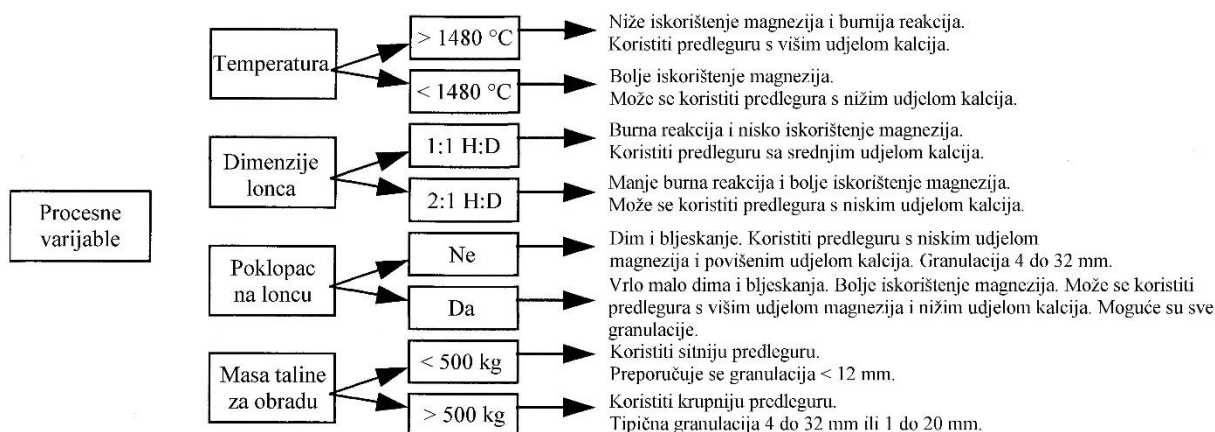 Procesne
varijable
Temperatura
> 1480 °C
Niže iskorištenje magnezija i burnija reakcija.
Koristiti predleguru s višim udjelom kalcija.
< 1480 °C
Bolje iskorištenje magnezija.
Može se koristiti predlegura s nižim udjelom kalcija.
Dimenzije
lonca
1:1 H:D
Burna reakcija i nisko iskorištenje magnezija.
Koristiti predleguru sa srednjim udjelom kalcija.
2:1 H:D
Manje burna reakcija i bolje iskorištenje magnezija.
Može se koristiti predlegura s niskim udjelom kalcija.
Poklopac
na loncu
Ne
Dim i bljeskanje. Koristiti predleguru s niskim udjelom
magnezija i povišenim udjelom kalcija. Granulacija 4 do 32 mm.
Da
Vrlo malo dima i bljeskanja. Bolje iskorištenje magnezija. Može se koristiti
predlegura s višim udjelom magnezija i nižim udjelom kalcija. Moguće su sve
granulacije.
Masa taline
za obradu
< 500 kg
Koristiti sitniju predleguru.
Preporučuje se granulacija < 12 mm.
> 500 kg
Koristiti krupniju predleguru.
Tipična granulacija 4 do 32 mm ili 1 do 20 mm.